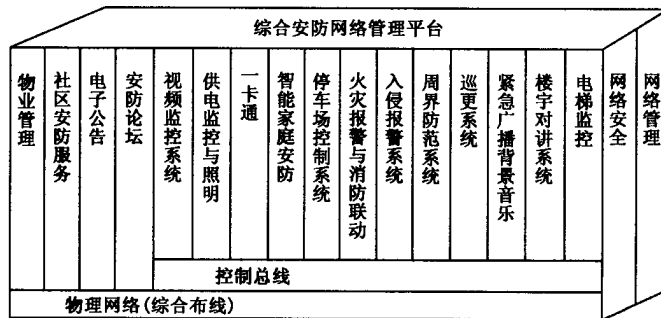 综合安防网络管理平台
物业管理
社区安防服务
电子公告
安防论坛
视频监控系统
供电监控与照明
一卡通
智能家庭安防
停车场控制系统
火灾报警与消防联动
入侵报警系统
周界防范系统
巡更系统
紧急广播背景音乐
楼宇对讲系统
电梯监控
网络安全
网络管理
控制总线
物理网络(综合布线)